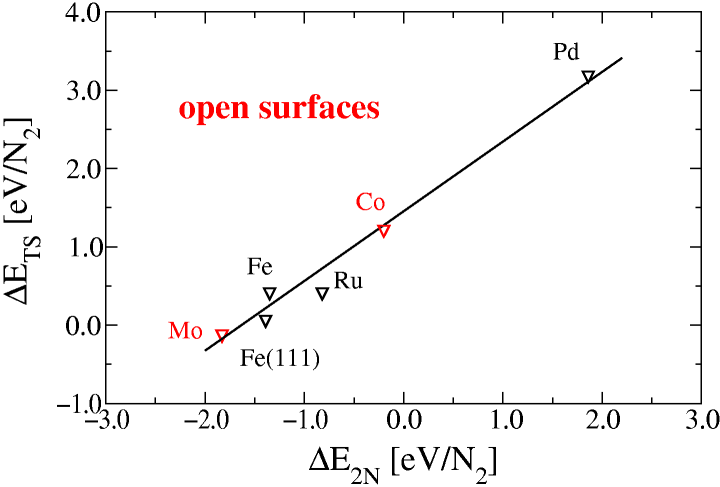 4.0
Pd
3.0
open surfaces
ΔE_TS [eV/N_2]
2.0
Co
1.0
Fe
Ru
0.0
Mo
Fe(111)
−1.0
−3.0 −2.0 −1.0 0.0 1.0 2.0 3.0
ΔE_2N [eV/N_2]